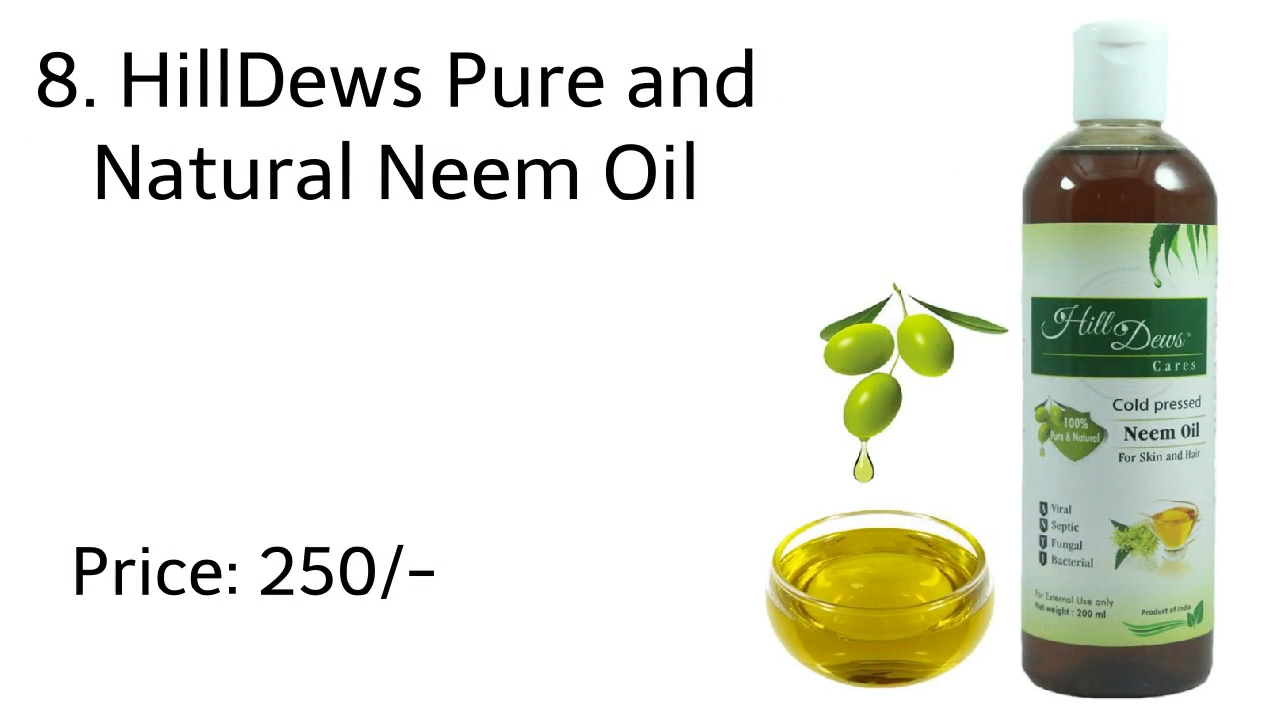 8. HillDews Pure and
Natural Neem Oil
Price: 250/-
Hill Dews™
Cares
Cold pressed
100%
Pure & Natural
Neem Oil
For Skin and Hair
Viral
Septic
Fungal
Bacterial
For External Use only
Net weight : 200 ml
Product of India